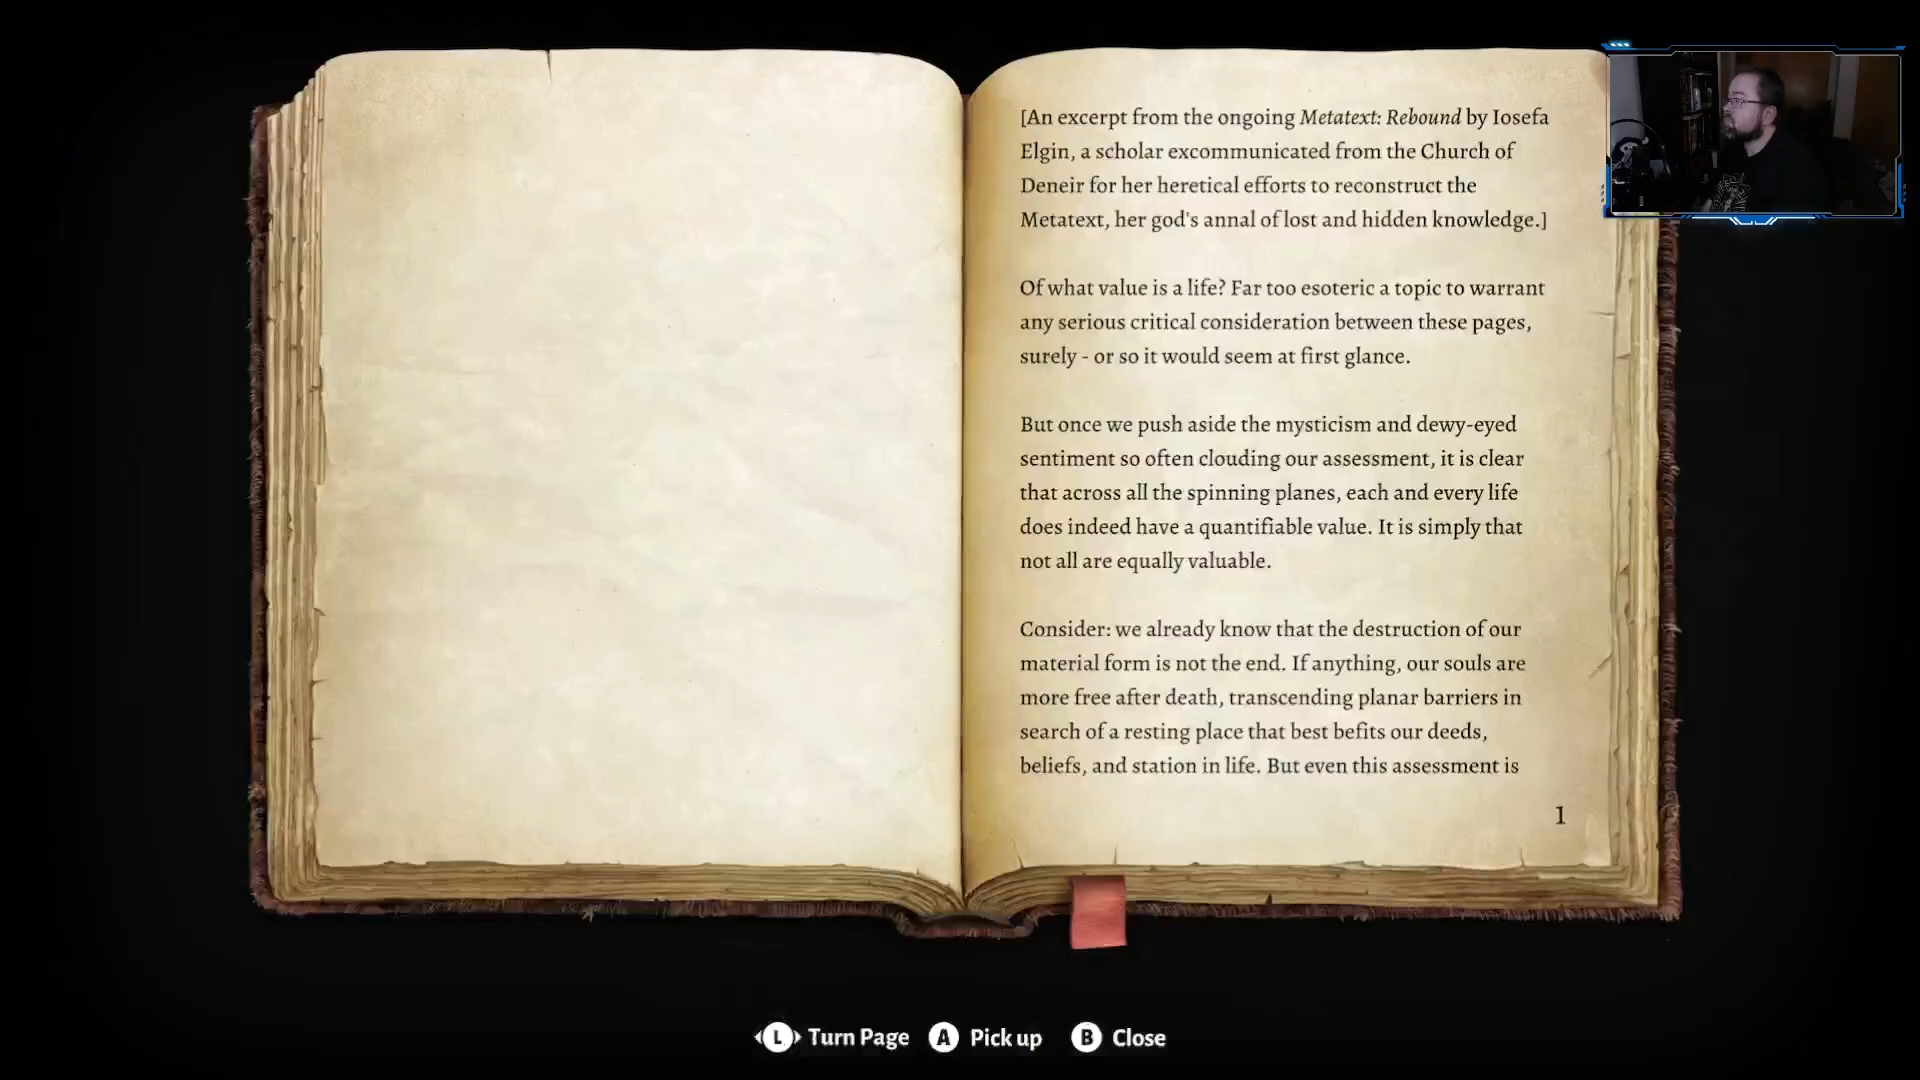 [An excerpt from the ongoing Metatext: Rebound by Iosefa
Elgin, a scholar excommunicated from the Church of
Deneir for her heretical efforts to reconstruct the
Metatext, her god's annal of lost and hidden knowledge.]
Of what value is a life? Far too esoteric a topic to warrant
any serious critical consideration between these pages,
surely - or so it would seem at first glance.
But once we push aside the mysticism and dewy-eyed
sentiment so often clouding our assessment, it is clear
that across all the spinning planes, each and every life
does indeed have a quantifiable value. It is simply that
not all are equally valuable.
Consider: we already know that the destruction of our
material form is not the end. If anything, our souls are
more free after death, transcending planar barriers in
search of a resting place that best befits our deeds,
beliefs, and station in life. But even this assessment is
1
L Turn Page A Pick up B Close